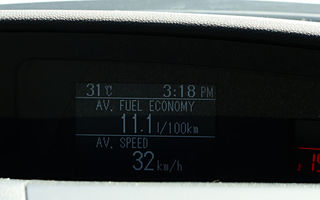 31℃ 3:18 PM
AV. FUEL ECONOMY
11.1 l/100km
AV. SPEED
32 km/h